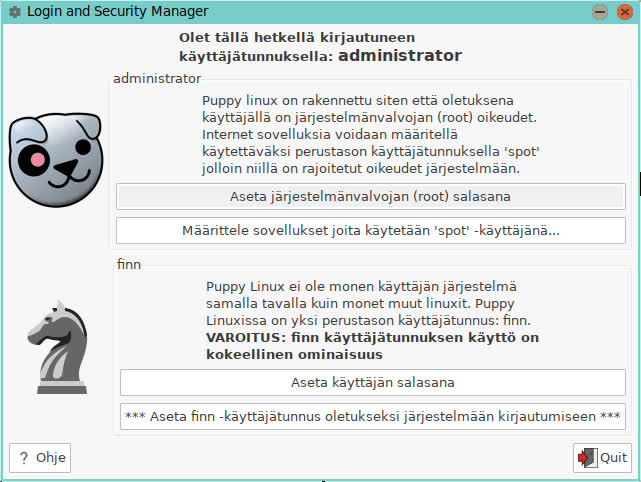 Login and Security Manager
Olet tällä hetkellä kirjautuneen
käyttäjätunnuksella: administrator
administrator
Puppy linux on rakennettu siten että oletuksena
käyttäjällä on järjestelmänvalvojan (root) oikeudet.
Internet sovelluksia voidaan määritellä
käytettäväksi perustason käyttäjätunnuksella 'spot'
jolloin niillä on rajoitetut oikeudet järjestelmään.
Aseta järjestelmänvalvojan (root) salasana
Määrittele sovellukset joita käytetään 'spot' -käyttäjänä...
finn
Puppy Linux ei ole monen käyttäjän järjestelmä
samalla tavalla kuin monet muut linuxit. Puppy
Linuxissa on yksi perustason käyttäjätunnus: finn.
VAROITUS: finn käyttäjätunnuksen käyttö on
kokeellinen ominaisuus
Aseta käyttäjän salasana
*** Aseta finn -käyttäjätunnus oletukseksi järjestelmään kirjautumiseen ***
? Ohje
Quit